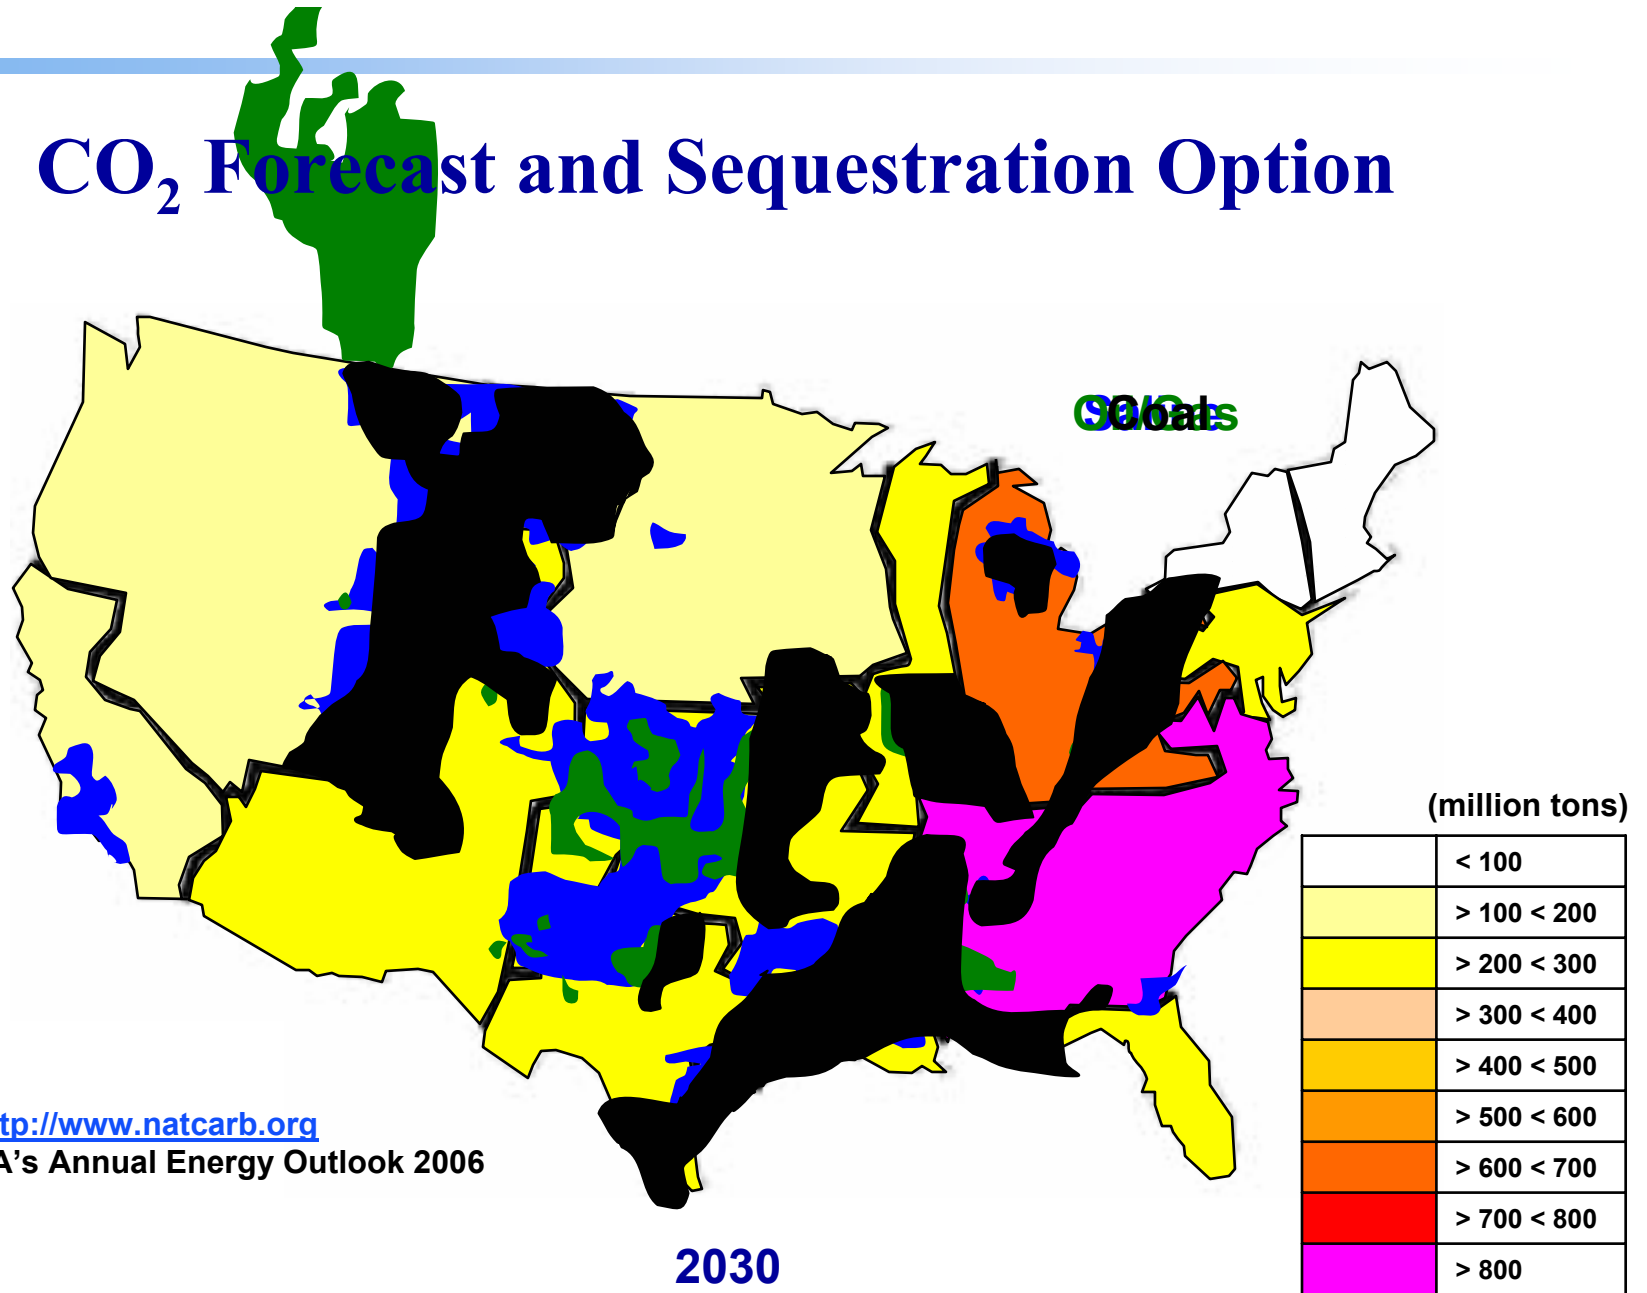 CO₂ Forecast and Sequestration Option
Coal
(million tons)
< 100
> 100 < 200
> 200 < 300
> 300 < 400
> 400 < 500
> 500 < 600
> 600 < 700
> 700 < 800
> 800
tp://www.natcarb.org
A's Annual Energy Outlook 2006
2030